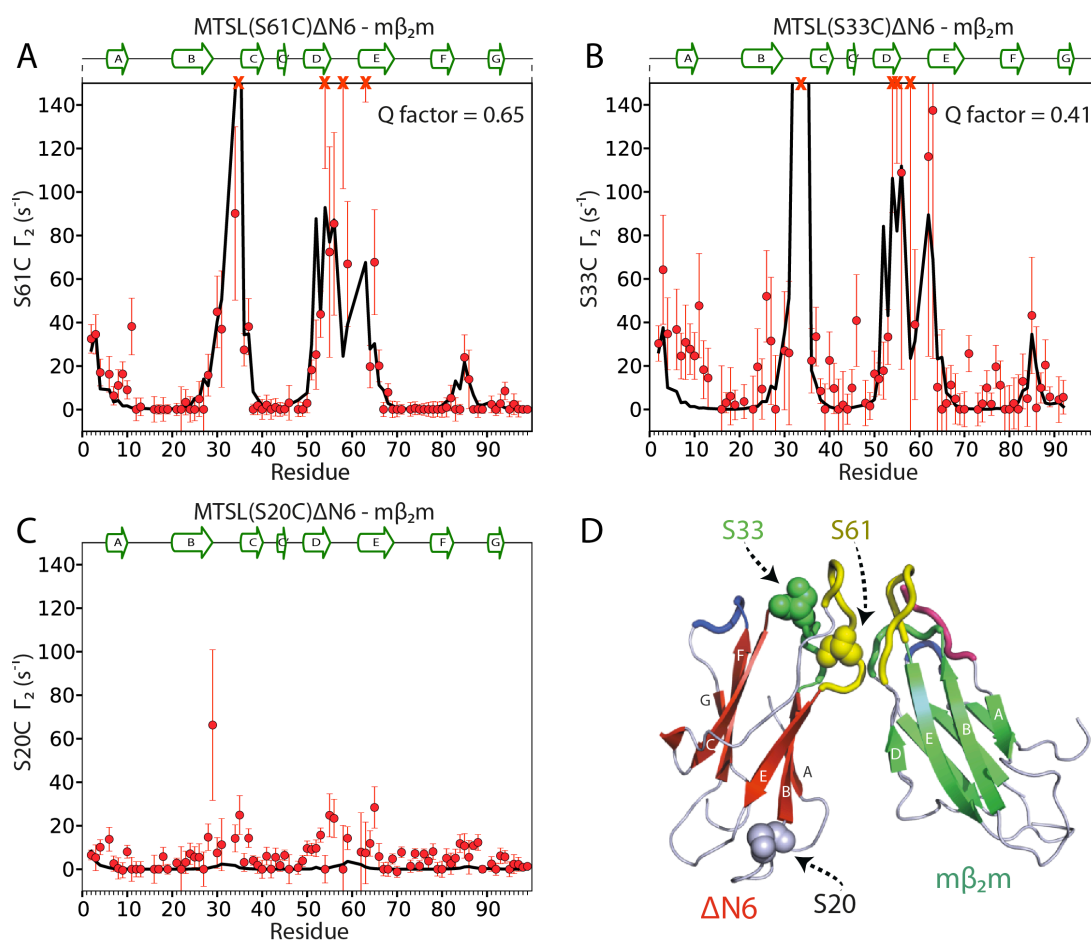 A
MTSL(S61C)ΔN6 - mβ₂m
A B C C' D E F G
S61C Γ₂ (s⁻¹)
140
120
100
80
60
40
20
0
Q factor = 0.65
0 10 20 30 40 50 60 70 80 90
Residue
B
MTSL(S33C)ΔN6 - mβ₂m
A B C C' D E F G
S33C Γ₂ (s⁻¹)
140
120
100
80
60
40
20
0
Q factor = 0.41
0 10 20 30 40 50 60 70 80 90
Residue
C
MTSL(S20C)ΔN6 - mβ₂m
A B C C' D E F G
S20C Γ₂ (s⁻¹)
140
120
100
80
60
40
20
0
0 10 20 30 40 50 60 70 80 90
Residue
D
S33 S61
F
G
C
E
A
B
D
E
B
A
S20
ΔN6
mβ₂m